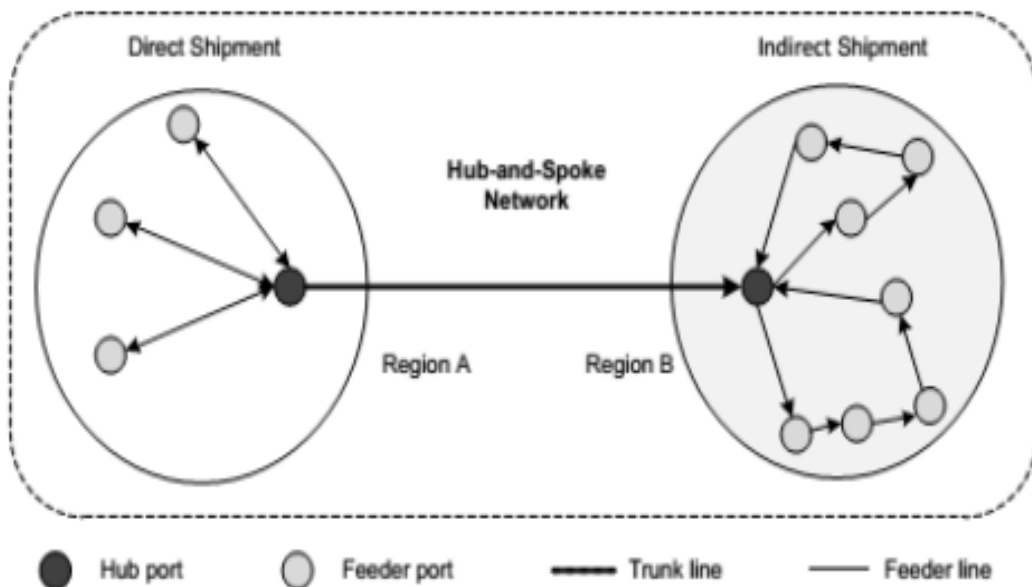 Direct Shipment
Indirect Shipment
Hub-and-Spoke
Network
Region A
Region B
Hub port
Feeder port
Trunk line
Feeder line